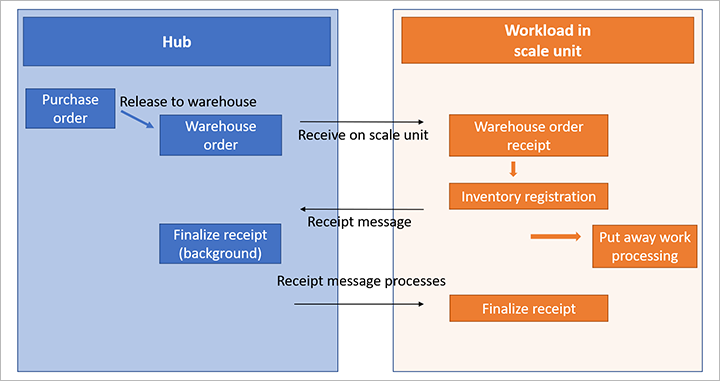 Hub
Workload in
scale unit
Purchase
order
Release to warehouse
Warehouse
order
Receive on scale unit
Warehouse order
receipt
Inventory registration
Receipt message
Finalize receipt
(background)
Put away work
processing
Receipt message processes
Finalize receipt